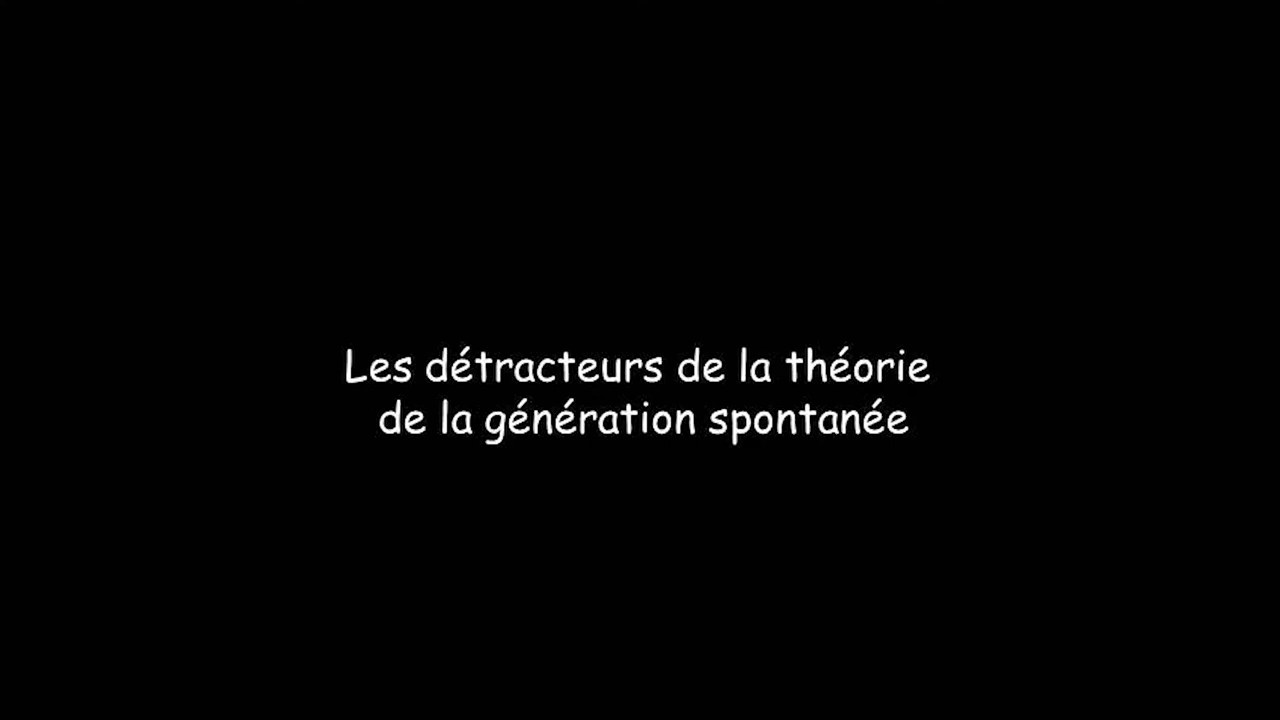 Les détracteurs de la théorie
de la génération spontanée